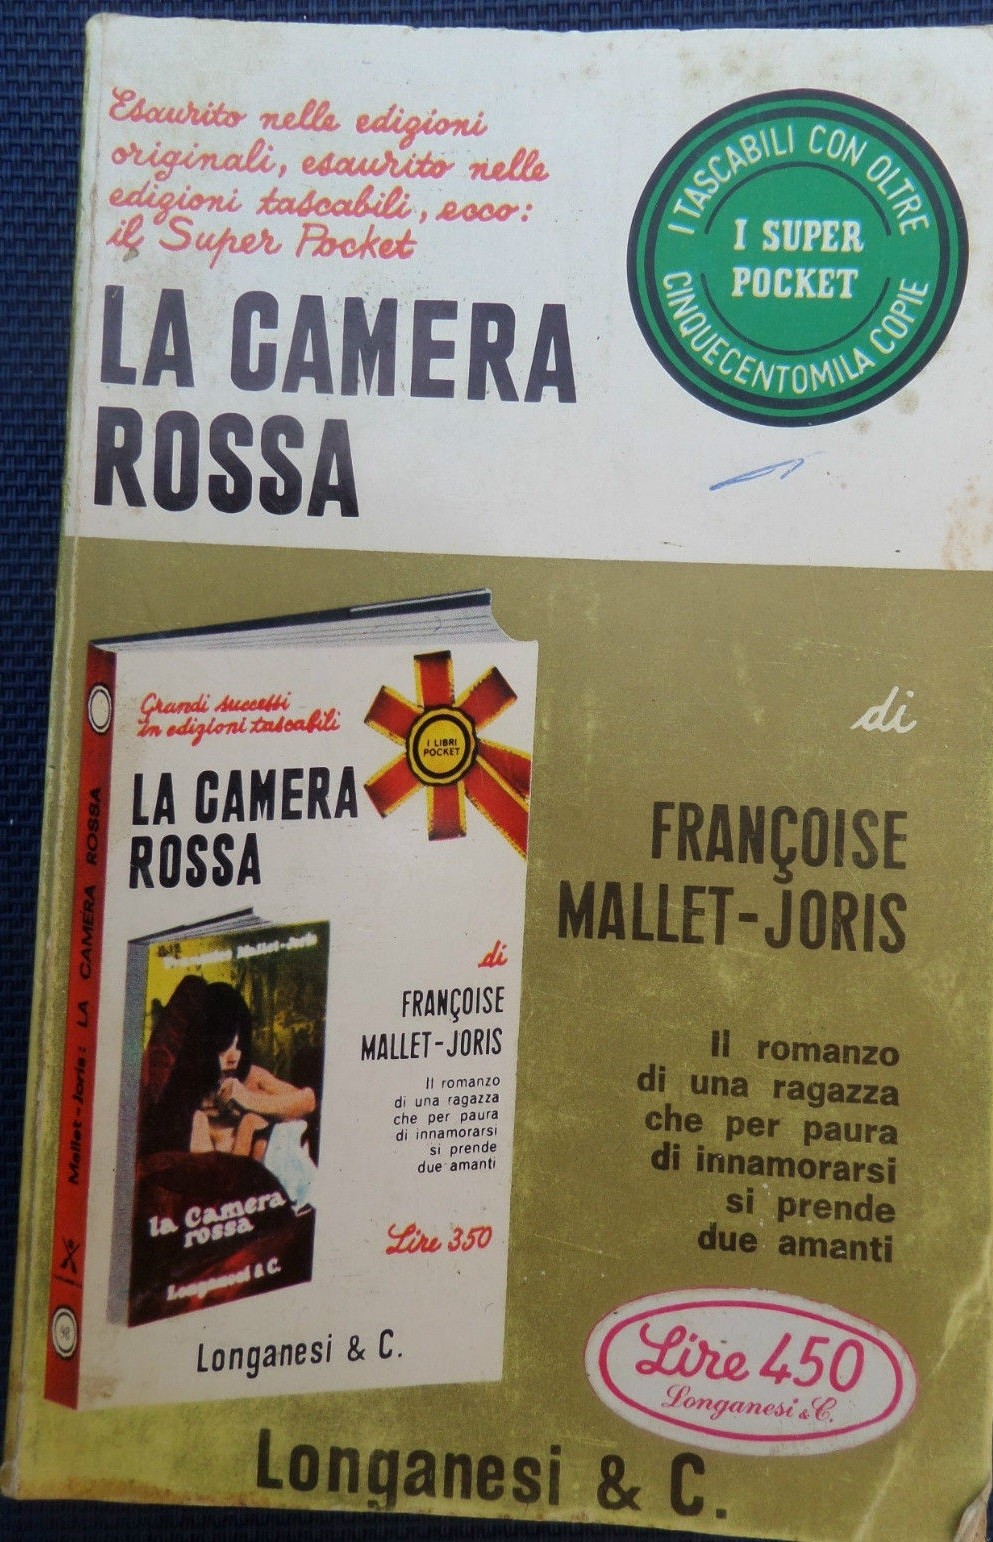 Esaurito nelle edizioni
originali, esaurito nelle
edizioni tascabili, ecco:
il Super Pocket
I TASCABILI CON OLTRE
I SUPER
POCKET
CINQUECENTOMILA COPIE
LA CAMERA
ROSSA
di
FRANÇOISE
MALLET-JORIS
Il romanzo
di una ragazza
che per paura
di innamorarsi
si prende
due amanti
Lire 450
Longanesi & C.
Mallet-Joris: LA CAMERA ROSSA
Grandi successi
in edizioni tascabili
I LIBRI
POCKET
LA CAMERA
ROSSA
di
FRANÇOISE
MALLET-JORIS
Il romanzo
di una ragazza
che per paura
di innamorarsi
si prende
due amanti
Lire 350
Françoise Mallet-Joris
la Camera
rossa
Longanesi & C.
Longanesi & C.
Longanesi & C.